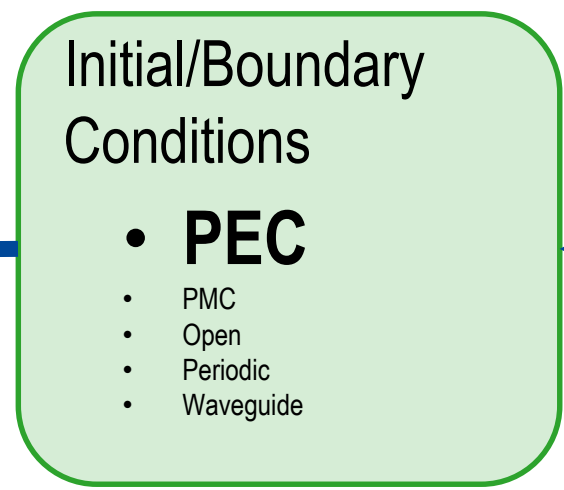 Initial/Boundary
Conditions
• PEC
• PMC
• Open
• Periodic
• Waveguide